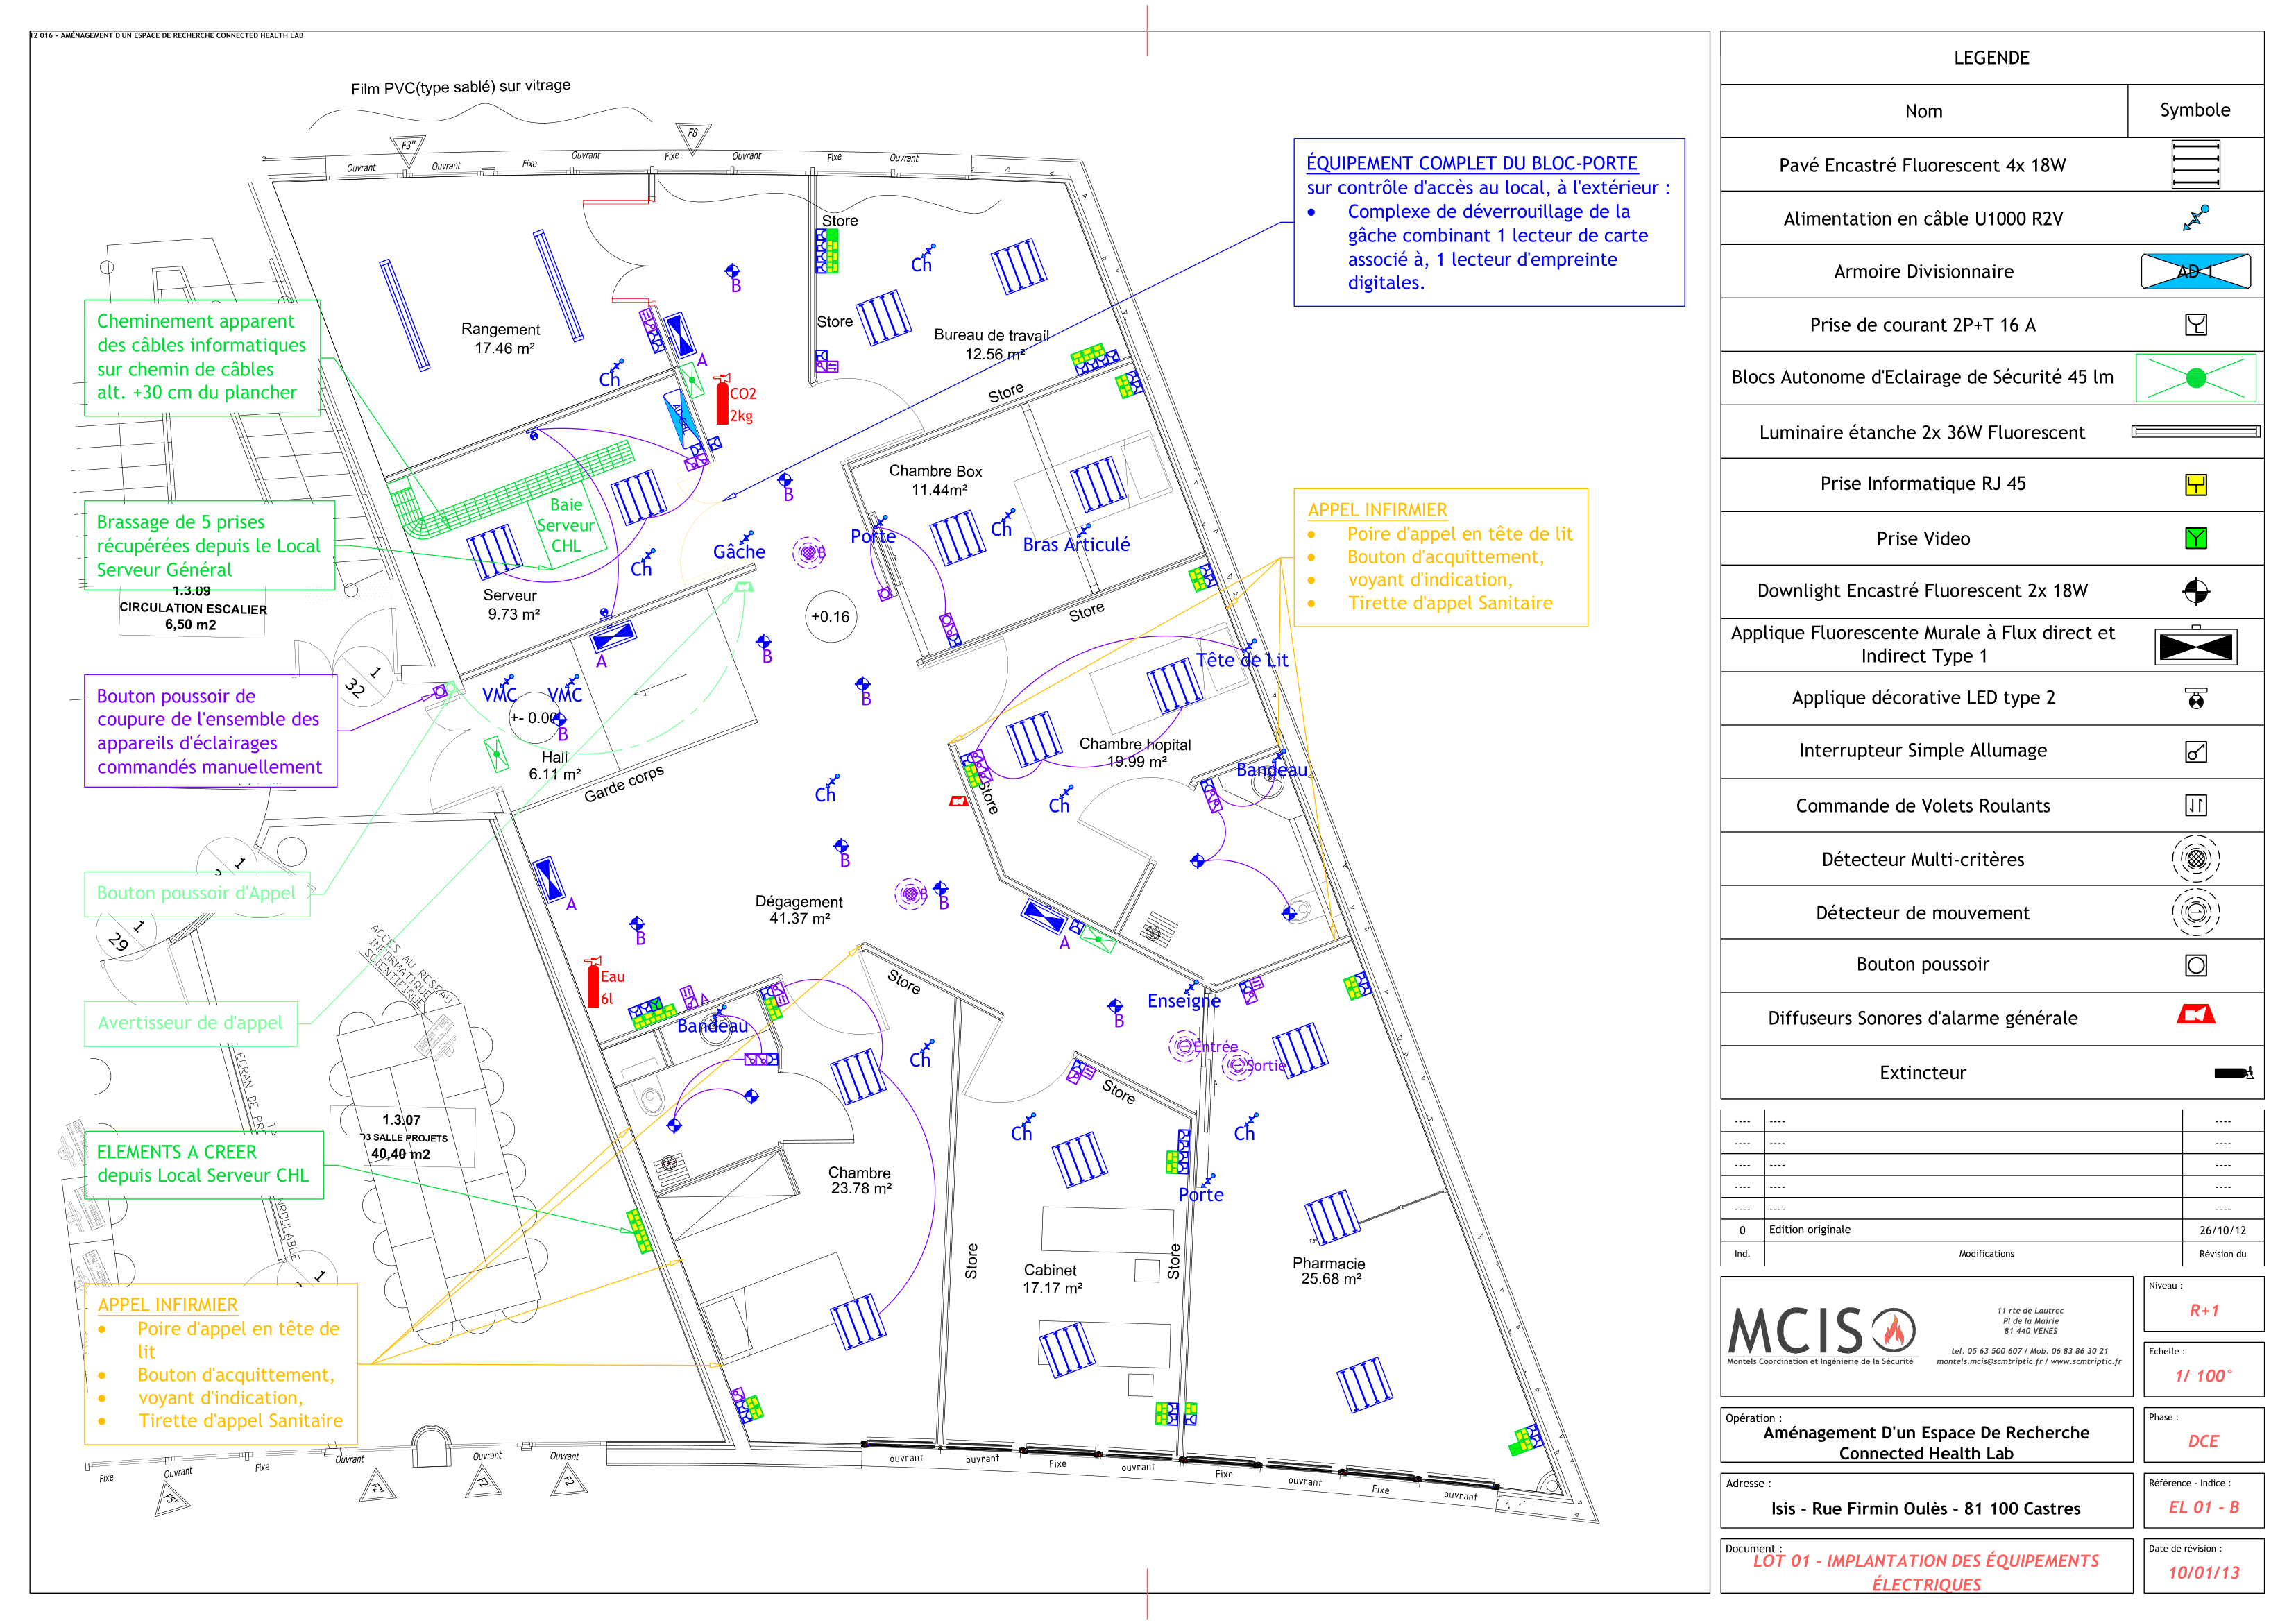 12 016 - AMÉNAGEMENT D'UN ESPACE DE RECHERCHE CONNECTED HEALTH LAB
Film PVC(type sablé) sur vitrage
F3"
F8
Ouvrant
Ouvrant
Fixe
Ouvrant
Fixe
Ouvrant
Fixe
Ouvrant
ÉQUIPEMENT COMPLET DU BLOC-PORTE
sur contrôle d'accès au local, à l'extérieur :
• Complexe de déverrouillage de la
gâche combinant 1 lecteur de carte
associé à, 1 lecteur d'empreinte
digitales.
Store
Ch
B
Store
Rangement
17.46 m²
Bureau de travail
12.56 m²
Cheminement apparent
des câbles informatiques
sur chemin de câbles
alt. +30 cm du plancher
A
Ch
CO2
2kg
Store
Chambre Box
11.44m²
B
Ch
Porte
Bras Articulé
Gâche
B
Baie
Serveur
CHL
Ch
Brassage de 5 prises
récupérées depuis le Local
Serveur Général
APPEL INFIRMIER
• Poire d'appel en tête de lit
• Bouton d'acquittement,
• voyant d'indication,
• Tirette d'appel Sanitaire
1.3.09
CIRCULATION ESCALIER
6,50 m2
Serveur
9.73 m²
+0.16
Store
A
B
Tête de Lit
1
32
VMC
VMC
B
+- 0.00
B
Bouton poussoir de
coupure de l'ensemble des
appareils d'éclairages
commandés manuellement
Hall
6.11 m²
Garde corps
Chambre hopital
19.99 m²
Bandeau
Store
Ch
Ch
B
1
Bouton poussoir d'Appel
A
Dégagement
41.37 m²
B
B
B
A
1
29
ACCES AU RESEAU
INFORMATIQUE
SCIENTIFIQUE
Eau
6l
Store
A
Bandeau
Enseigne
B
Avertisseur de d'appel
Entrée
Sortie
Ch
ECRAN DE PRO
Store
Ch
Ch
1.3.07
03 SALLE PROJETS
40,40 m2
ELEMENTS A CREER
depuis Local Serveur CHL
Chambre
23.78 m²
Porte
NROULABLE
Store
Store
Cabinet
17.17 m²
Pharmacie
25.68 m²
1
APPEL INFIRMIER
• Poire d'appel en tête de
lit
• Bouton d'acquittement,
• voyant d'indication,
• Tirette d'appel Sanitaire
Fixe
Ouvrant
Fixe
Ouvrant
Ouvrant
Ouvrant
F5"
F2'
F2'
F2
ouvrant
ouvrant
Fixe
ouvrant
Fixe
ouvrant
Fixe
ouvrant
LEGENDE
Nom
Symbole
Pavé Encastré Fluorescent 4x 18W
Alimentation en câble U1000 R2V
Armoire Divisionnaire
AD 1
Prise de courant 2P+T 16 A
Blocs Autonome d'Eclairage de Sécurité 45 lm
Luminaire étanche 2x 36W Fluorescent
Prise Informatique RJ 45
Prise Video
Downlight Encastré Fluorescent 2x 18W
Applique Fluorescente Murale à Flux direct et
Indirect Type 1
Applique décorative LED type 2
Interrupteur Simple Allumage
Commande de Volets Roulants
Détecteur Multi-critères
Détecteur de mouvement
Bouton poussoir
Diffuseurs Sonores d'alarme générale
Extincteur
---- ---- ----
---- ---- ----
---- ---- ----
---- ---- ----
---- ---- ----
0 Edition originale 26/10/12
Ind. Modifications Révision du
MCIS
Montels Coordination et Ingénierie de la Sécurité
11 rte de Lautrec
Pl de la Mairie
81 440 VENES
tel. 05 63 500 607 / Mob. 06 83 86 30 21
montels.mcis@scmtriptic.fr / www.scmtriptic.fr
Niveau :
R+1
Echelle :
1/ 100°
Opération :
Aménagement D'un Espace De Recherche
Connected Health Lab
Phase :
DCE
Adresse :
Isis - Rue Firmin Oulès - 81 100 Castres
Référence - Indice :
EL 01 - B
Document :
LOT 01 - IMPLANTATION DES ÉQUIPEMENTS
ÉLECTRIQUES
Date de révision :
10/01/13